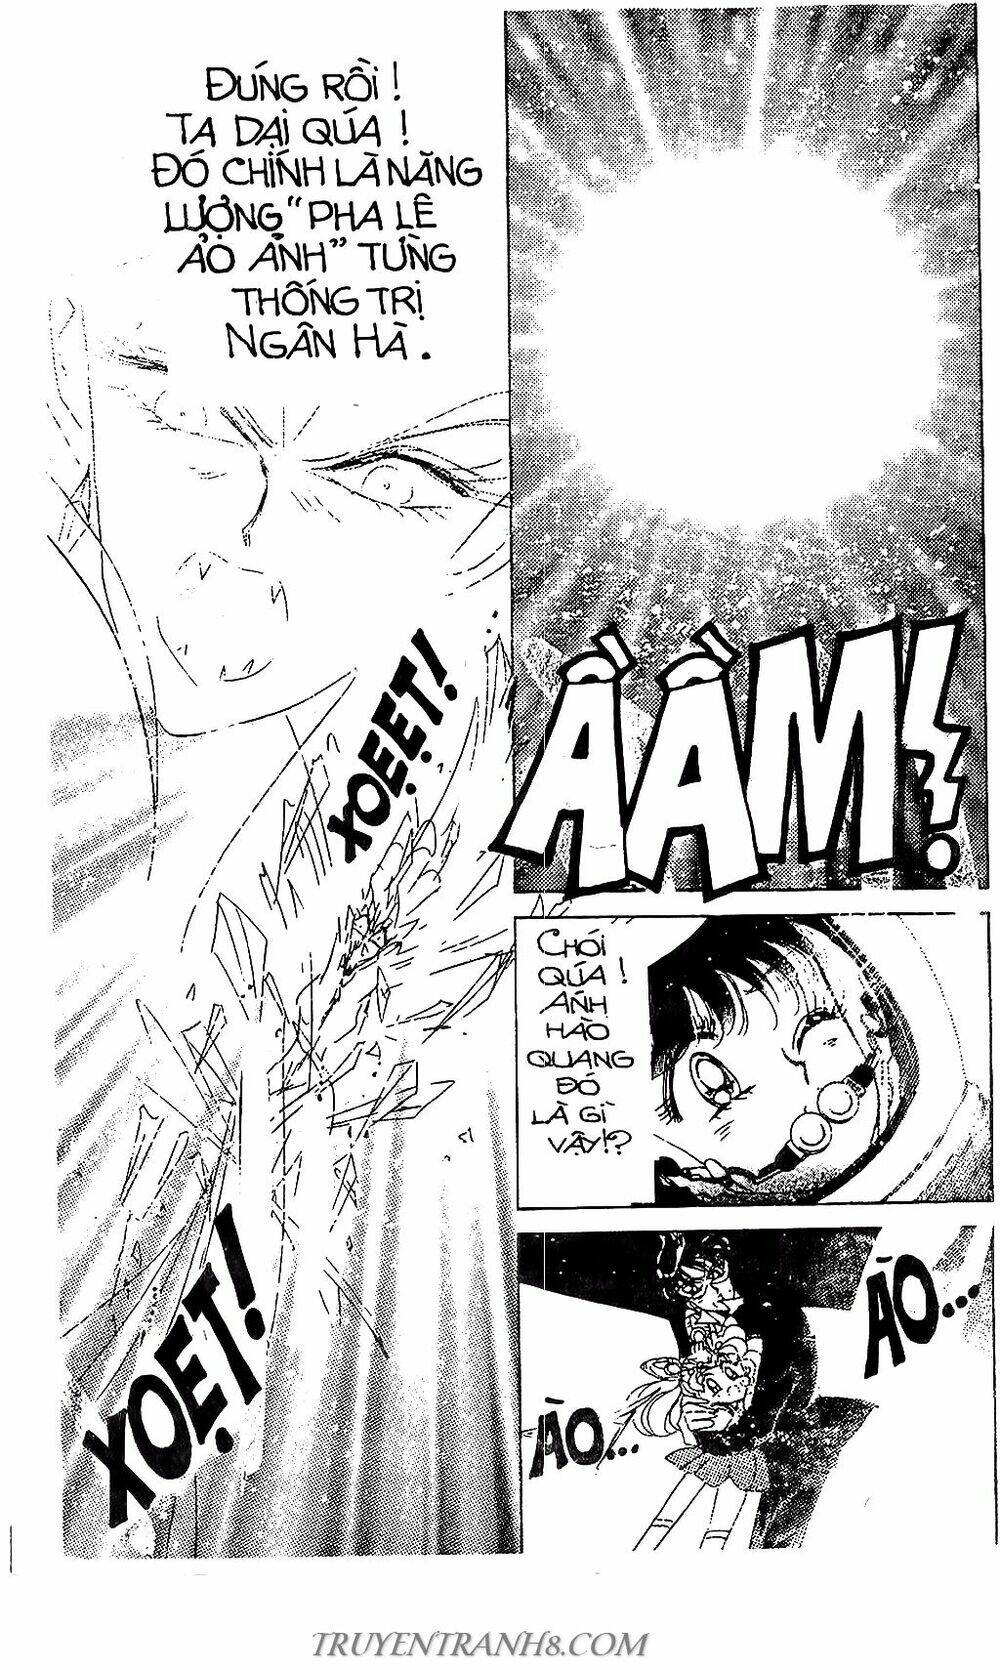 ĐÚNG RỒI !
TA DẠI QÚA !
ĐÓ CHÍNH LÀ NĂNG
LƯỢNG "PHA LÊ
ẢO ẢNH" TỪNG
THỐNG TRỊ
NGÂN HÀ.
ẦẦM!
XOẸẸT!
CHÓI
QÚA !
ÁNH
HÀO
QUANG
ĐÓ
LÀ GÌ
VẬY!?
XOẸT!
ÀO...
ÀO...
TRUYENTRANH8.COM